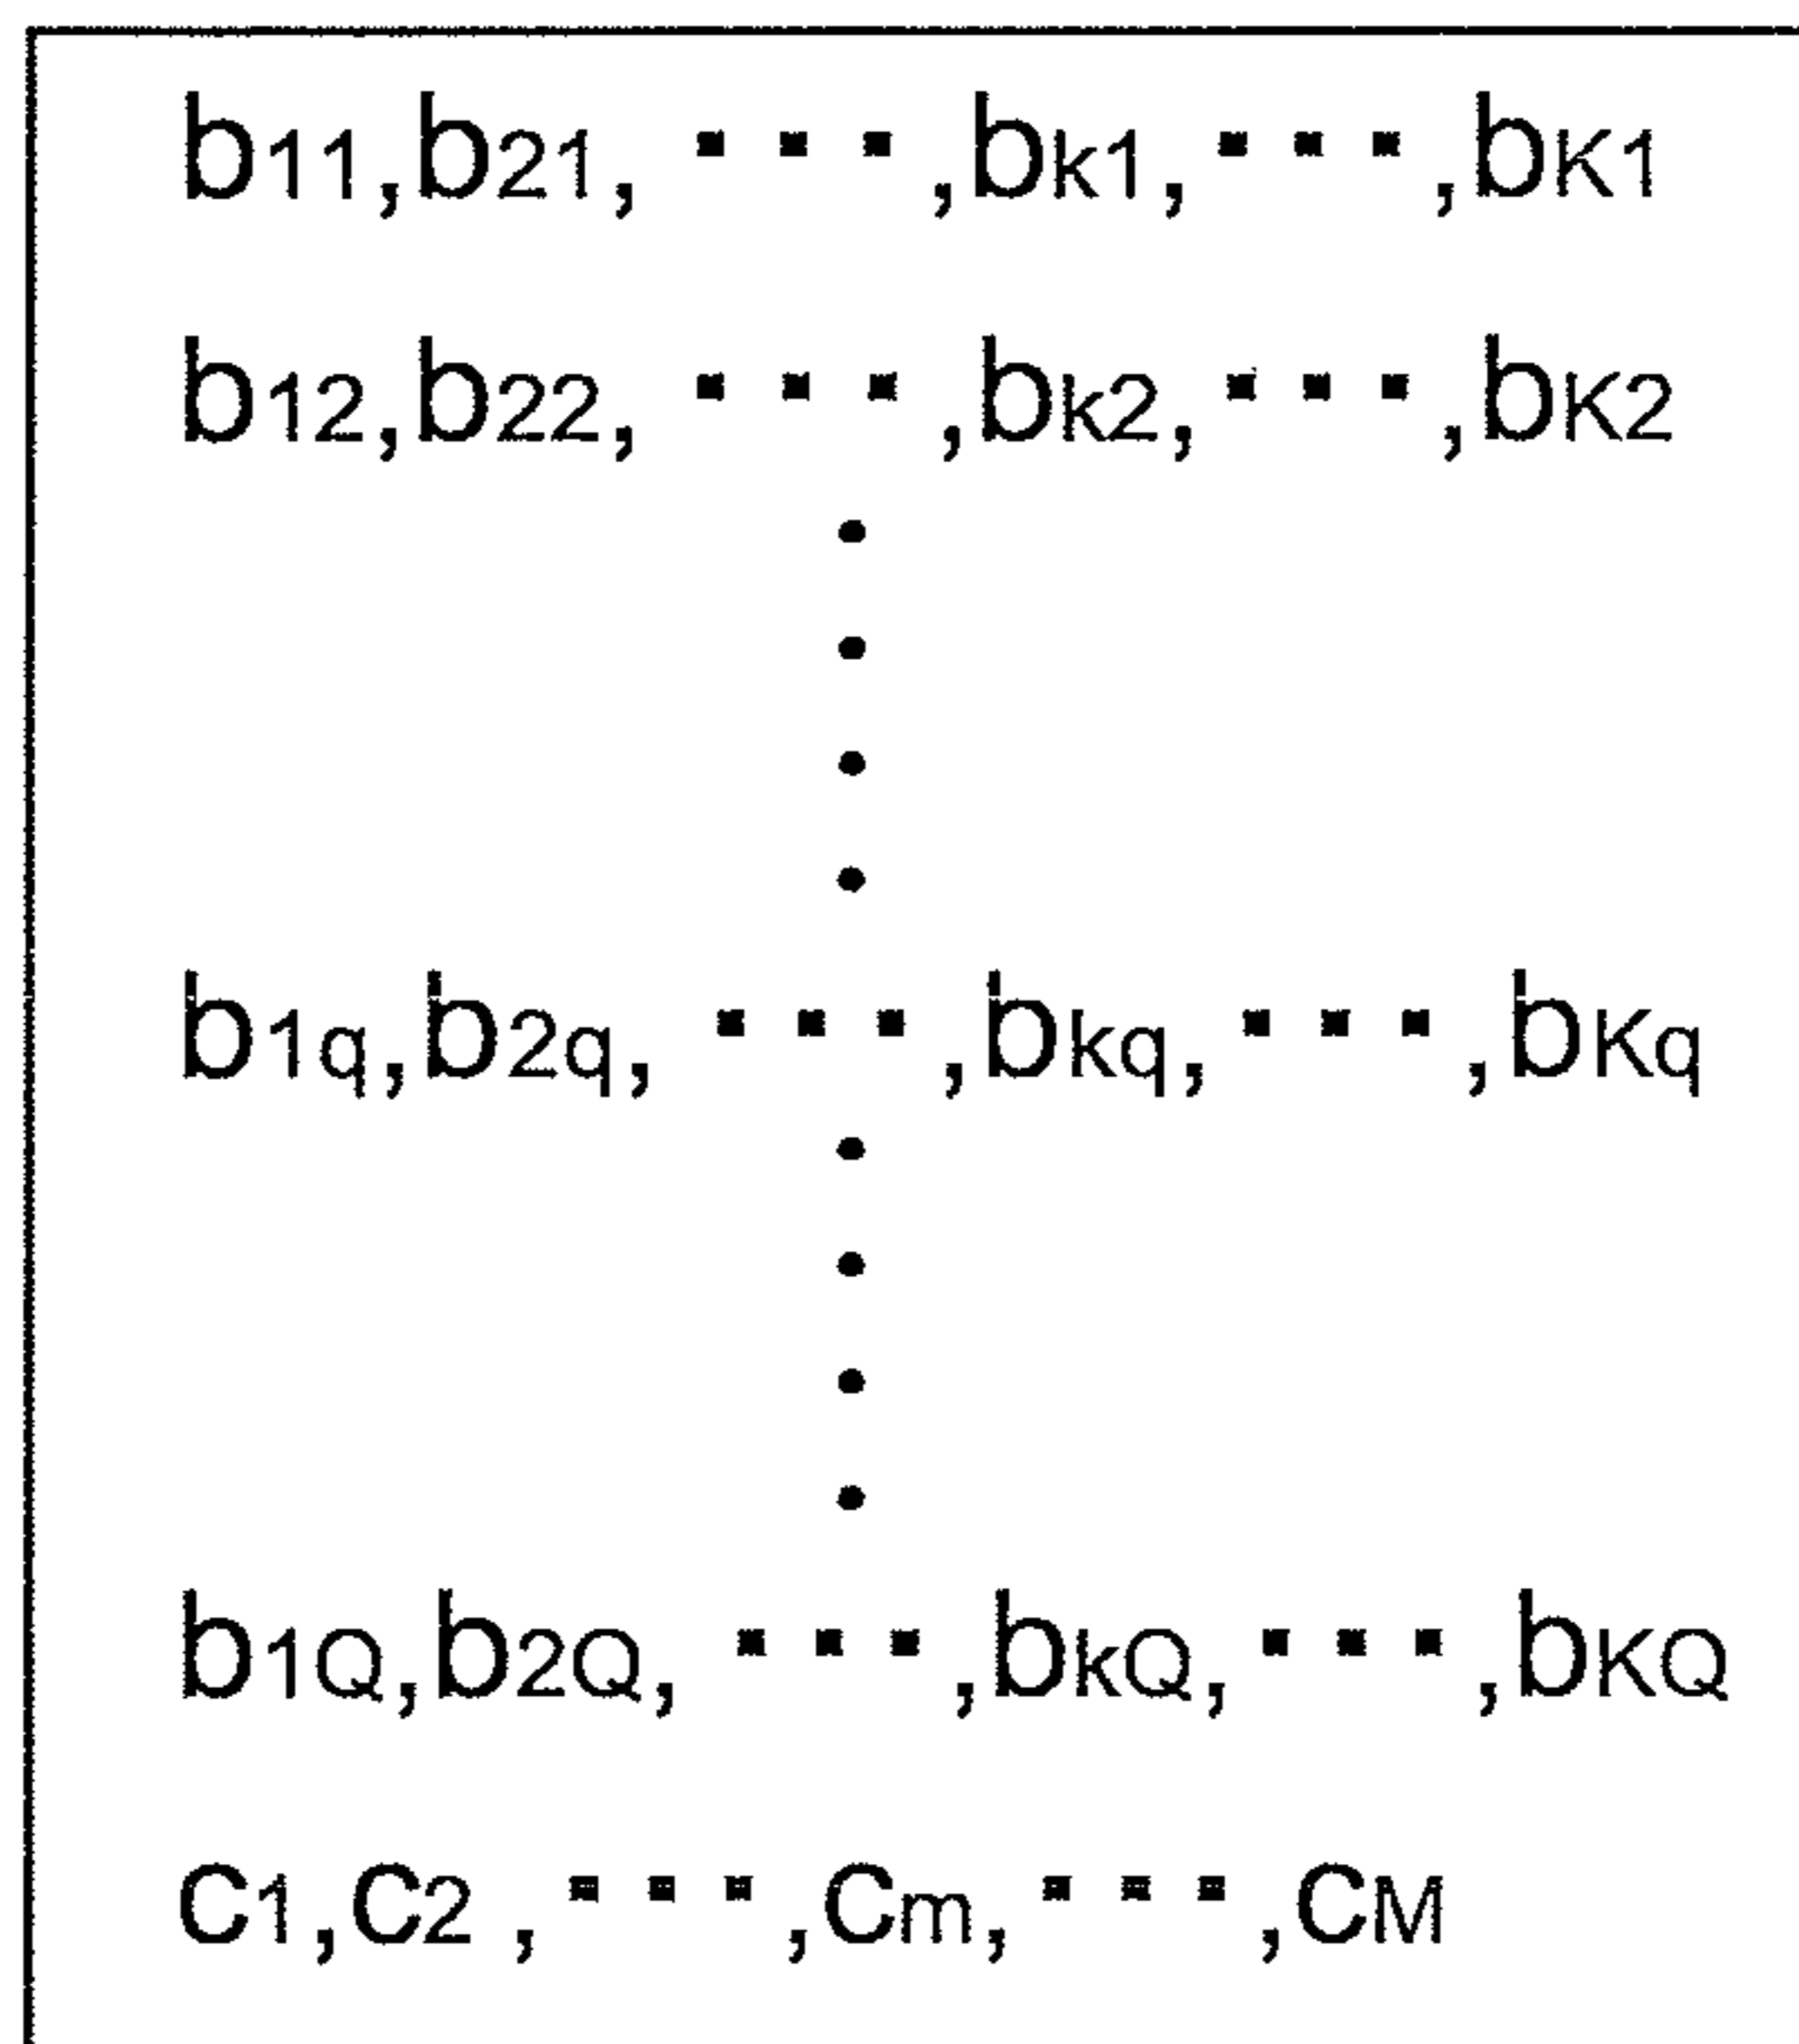 b11,b21, ･･･ ,bk1, ･･･ ,bK1
b12,b22, ･･･ ,bk2, ･･･ ,bK2
b1q,b2q, ･･･ ,bkq, ･･･ ,bKq
b1Q,b2Q, ･･･ ,bkQ, ･･･ ,bKQ
c1,c2 , ･･･ ,cm, ･･･ ,cM